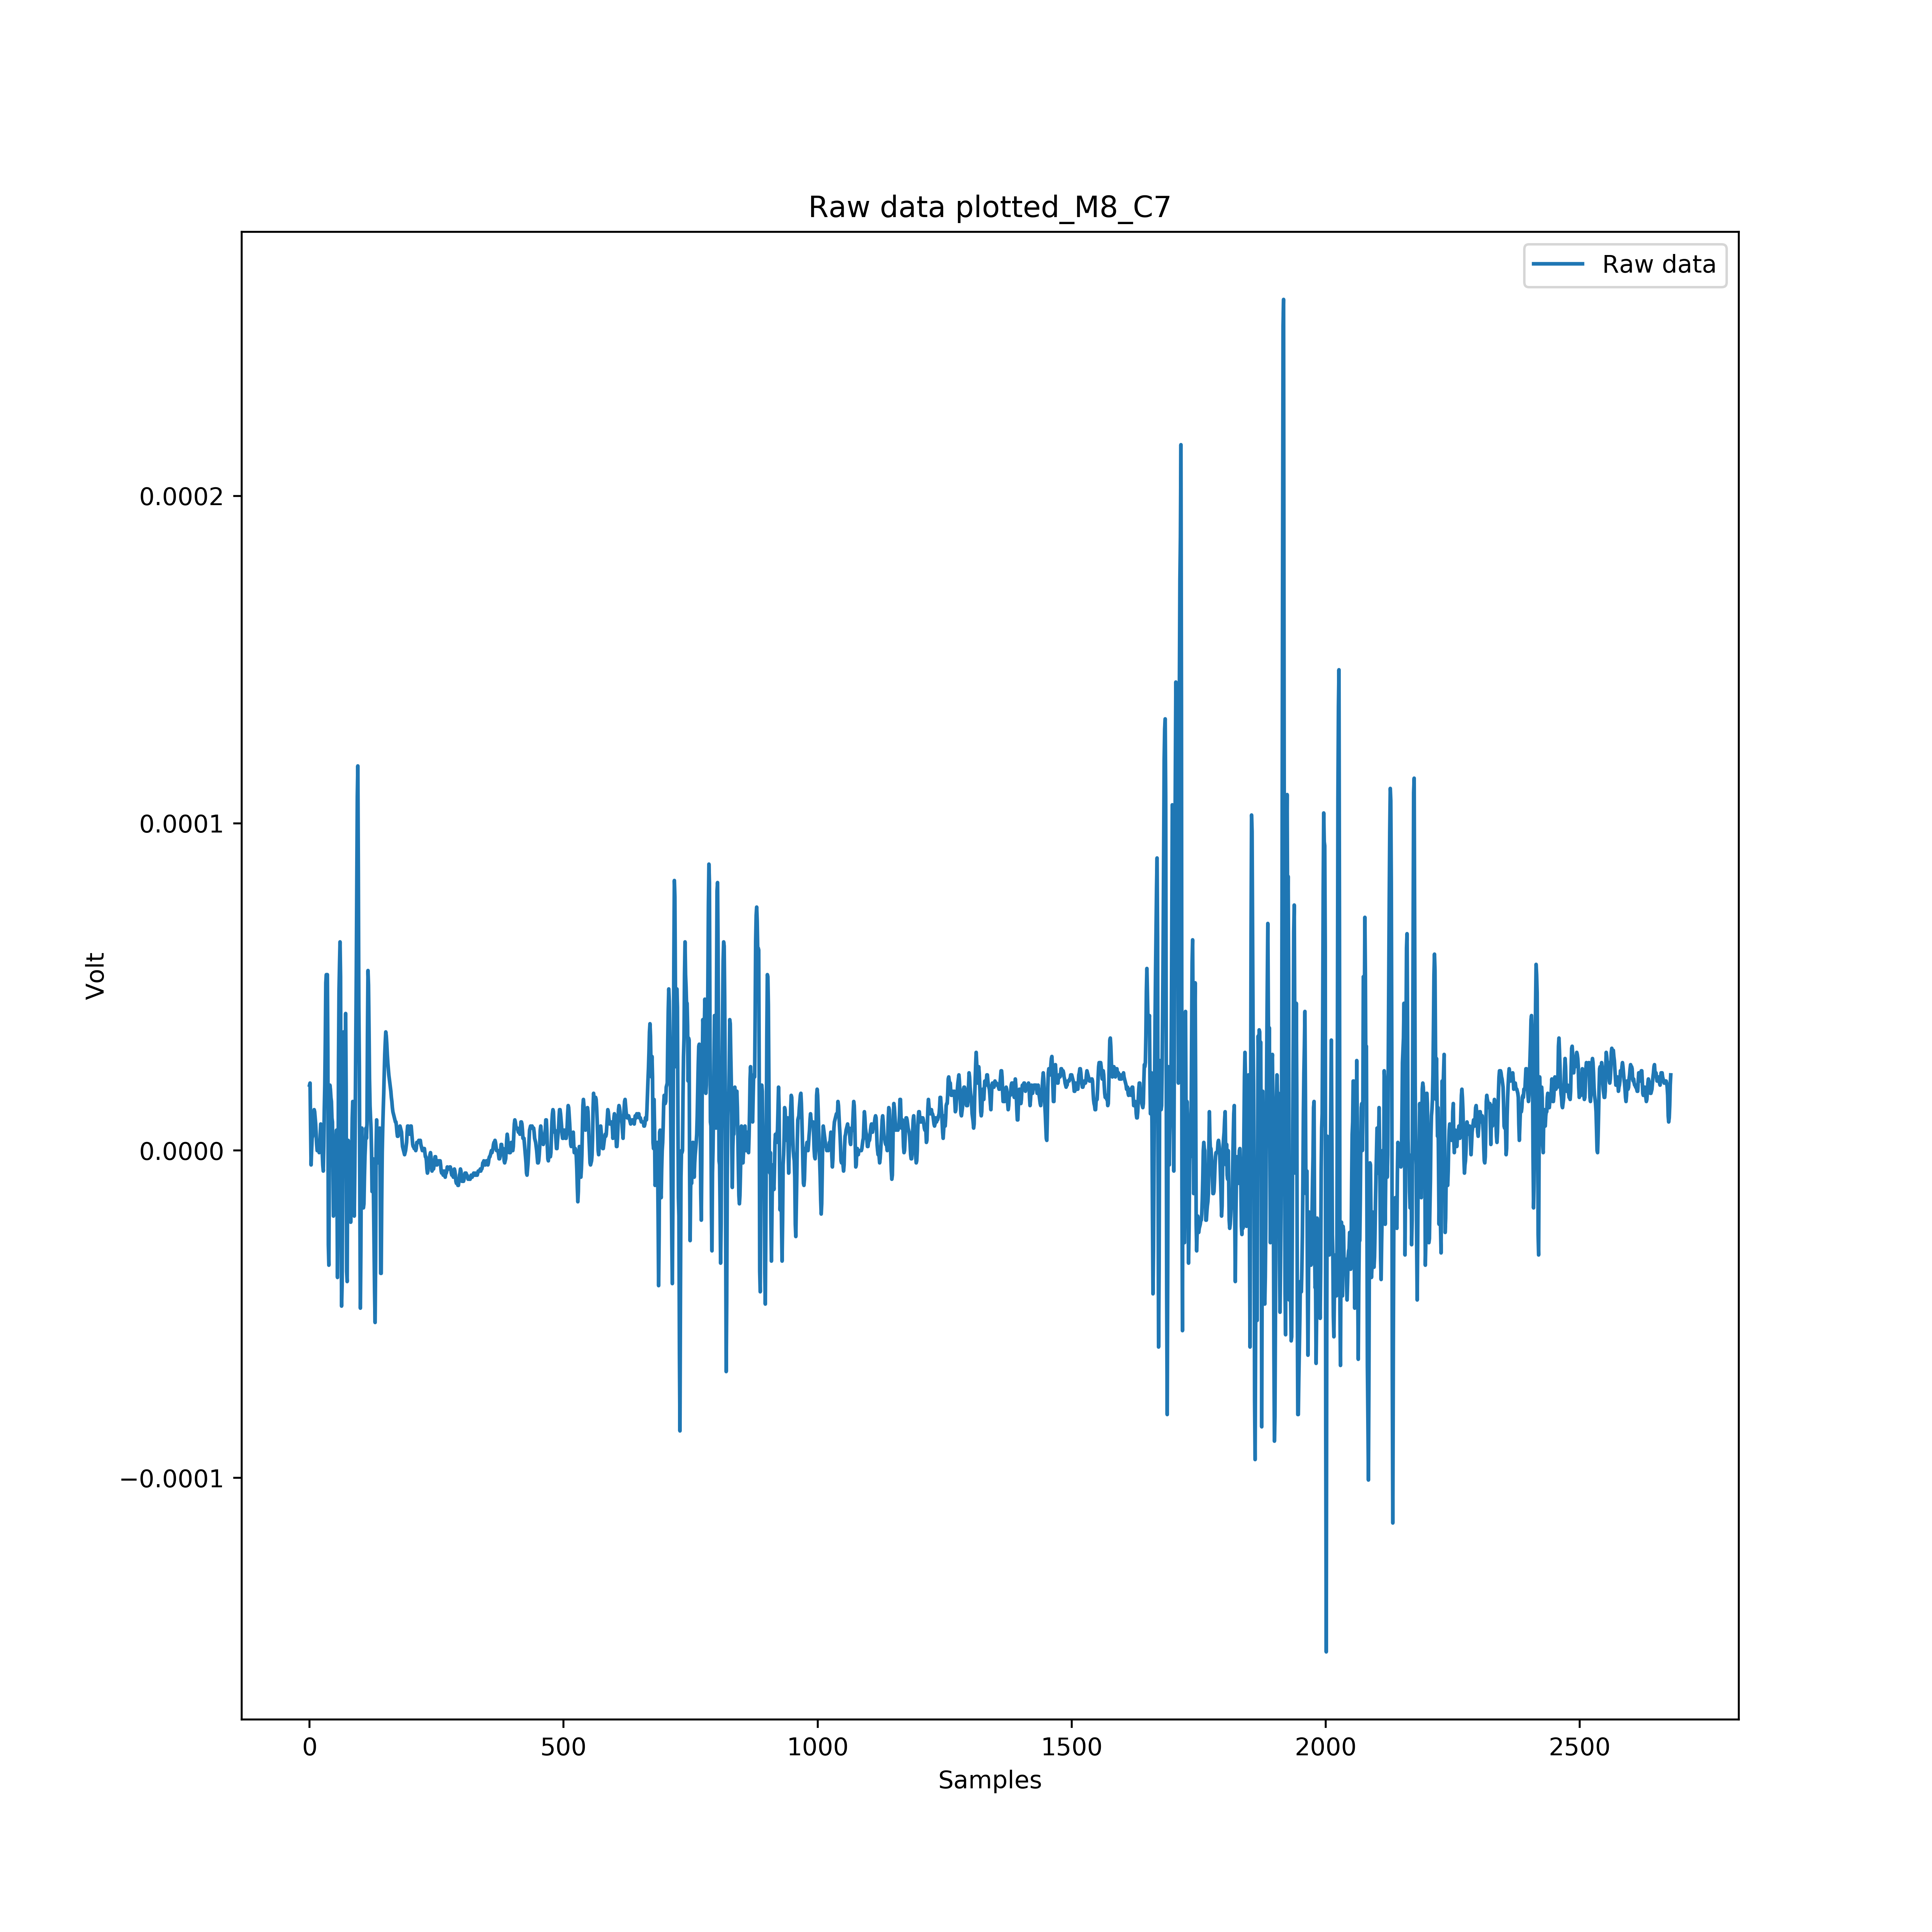 Raw data plotted_M8_C7
Raw data
0.0002
0.0001
0.0000
−0.0001
Volt
0 500 1000 1500 2000 2500
Samples